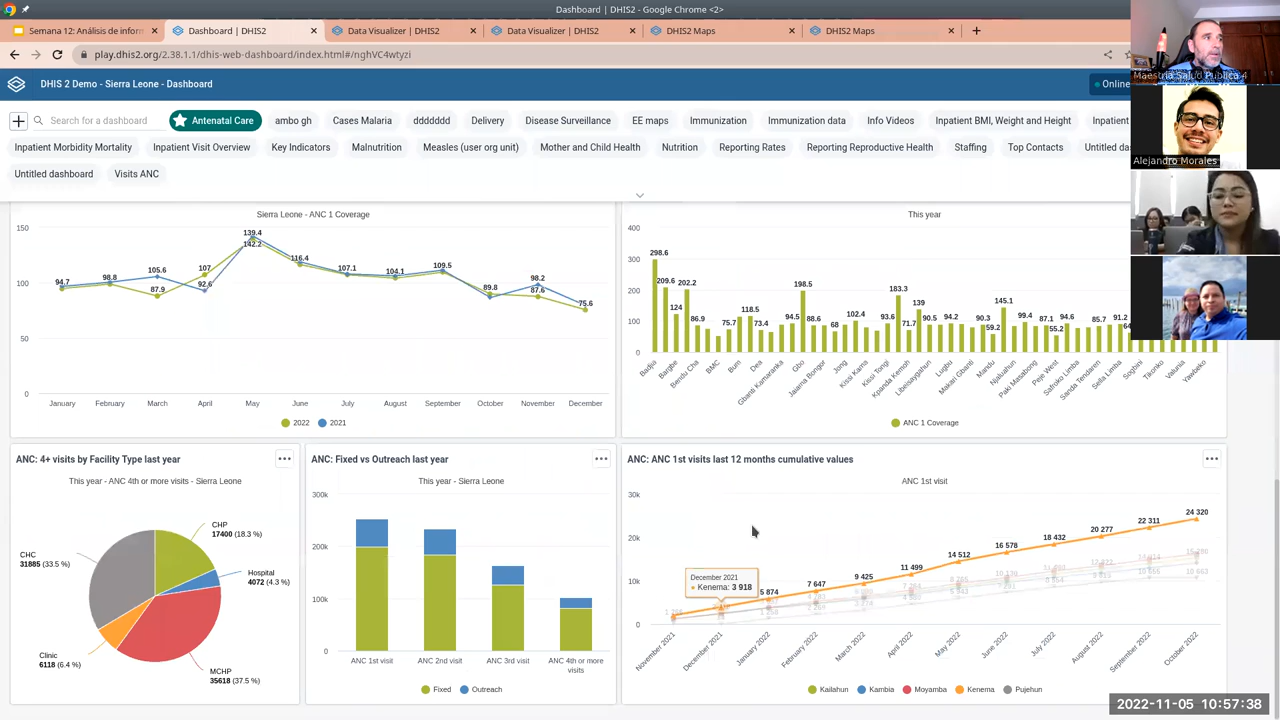 Dashboard | DHIS2 - Google Chrome <2>
Semana 12: Análisis de inform
Dashboard | DHIS2
Data Visualizer | DHIS2
Data Visualizer | DHIS2
DHIS2 Maps
DHIS2 Maps
play.dhis2.org/2.38.1.1/dhis-web-dashboard/index.html#/nghVC4wtyzi
DHIS 2 Demo - Sierra Leone - Dashboard
Online
Maestria Salud Publica 4
Search for a dashboard
Antenatal Care
ambo gh
Cases Malaria
ddddddd
Delivery
Disease Surveillance
EE maps
Immunization
Immunization data
Info Videos
Inpatient BMI, Weight and Height
Inpatient
Inpatient Morbidity Mortality
Inpatient Visit Overview
Key Indicators
Malnutrition
Measles (user org unit)
Mother and Child Health
Nutrition
Reporting Rates
Reporting Reproductive Health
Staffing
Top Contacts
Untitled das
Alejandro Morales
Untitled dashboard
Visits ANC
Sierra Leone - ANC 1 Coverage
150
100
50
0
94.7
98.8
105.6
87.9
107
92.6
139.4
142.2
116.4
107.1
104.1
109.5
89.8
98.2
87.6
75.6
January
February
March
April
May
June
July
August
September
October
November
December
2022
2021
This year
400
300
200
100
0
298.6
209.6
124
202.2
86.9
75.7
118.5
73.4
94.5
198.5
88.6
68
102.4
93.6
183.3
71.7
139
90.5
94.2
90.3
59.2
145.1
99.4
87.1
55.2
94.6
85.7
91.2
64
Badjia
Bargbe
Bendu Cha
BMC
Bum
Dea
Gbanti Kamaranka
Gbo
Jaiama Bongor
Jong
Kissi Kama
Kissi Tongi
Kpanda Kemoh
Libeisaygahun
Lugbu
Makari Gbanti
Mandu
Njaluahun
Paki Masabong
Peje West
Safroko Limba
Sanda Tendaren
Sella Limba
Sogbini
Tikonko
Valunia
Yawbeko
ANC 1 Coverage
ANC: 4+ visits by Facility Type last year
This year - ANC 4th or more visits - Sierra Leone
CHP
17400 (18.3 %)
CHC
31885 (33.5 %)
Hospital
4072 (4.3 %)
Clinic
6118 (6.4 %)
MCHP
35618 (37.5 %)
ANC: Fixed vs Outreach last year
This year - Sierra Leone
300k
200k
100k
0
ANC 1st visit
ANC 2nd visit
ANC 3rd visit
ANC 4th or more visits
Fixed
Outreach
ANC: ANC 1st visits last 12 months cumulative values
ANC 1st visit
30k
20k
10k
0
December 2021
Kenema: 3 918
5 874
7 647
9 425
11 499
14 512
16 578
18 432
20 277
22 311
24 320
November 2021
December 2021
January 2022
February 2022
March 2022
April 2022
May 2022
June 2022
July 2022
August 2022
September 2022
October 2022
Kailahun
Kambia
Moyamba
Kenema
Pujehun
2022-11-05 10:57:38